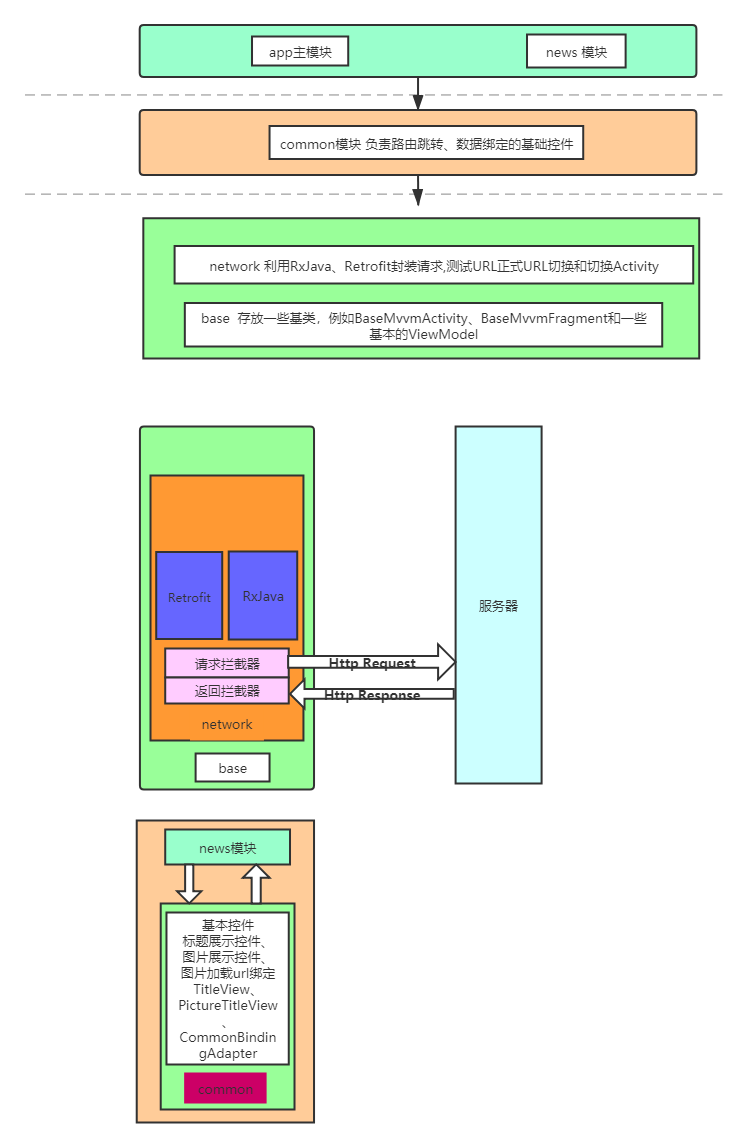 app主模块
news 模块
common模块 负责路由跳转、数据绑定的基础控件
network 利用RxJava、Retrofit封装请求,测试URL正式URL切换和切换Activity
base 存放一些基类，例如BaseMvvmActivity、BaseMvvmFragment和一些
基本的ViewModel
Retrofit
RxJava
服务器
请求拦截器
Http Request
返回拦截器
Http Response
network
base
news模块
基本控件
标题展示控件、
图片展示控件、
图片加载url绑定
TitleView、
PictureTitleView
、
CommonBindin
gAdapter
common